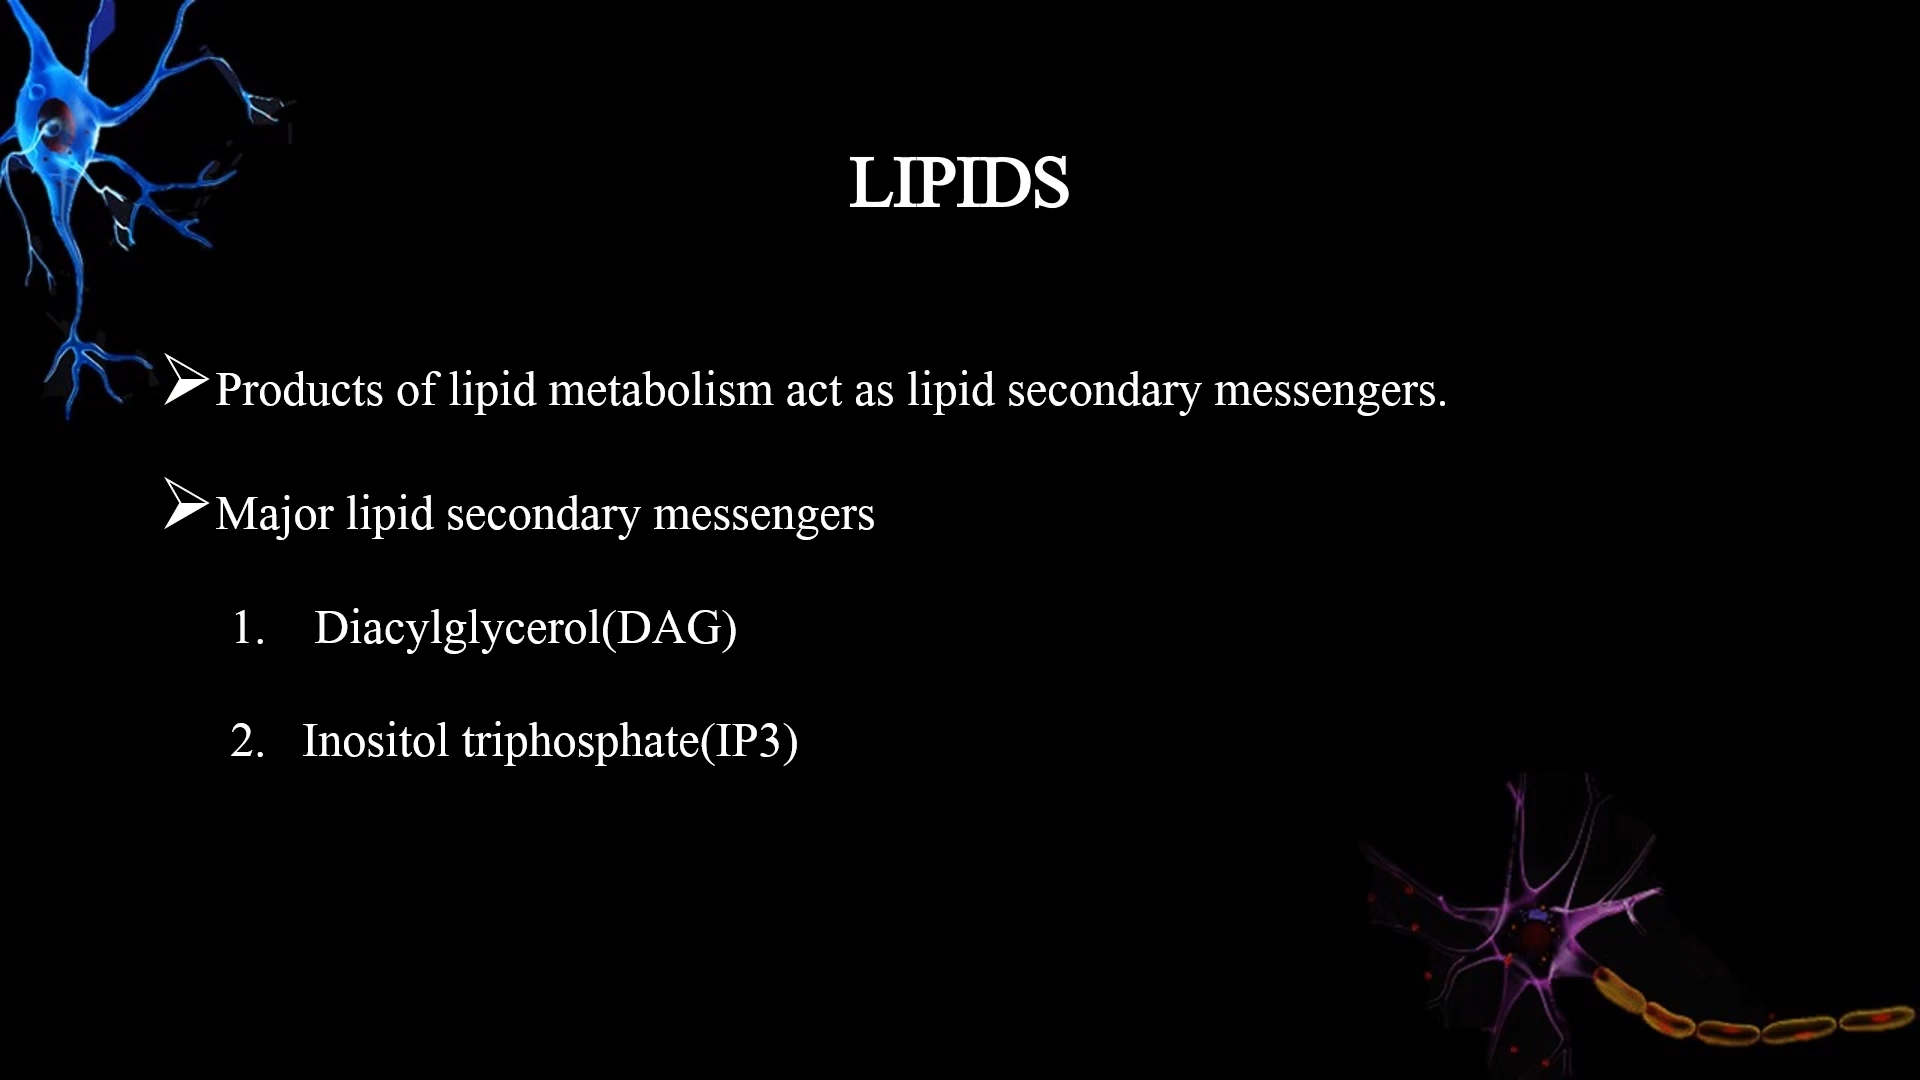 LIPIDS
➢Products of lipid metabolism act as lipid secondary messengers.
➢Major lipid secondary messengers
1. Diacylglycerol(DAG)
2. Inositol triphosphate(IP3)